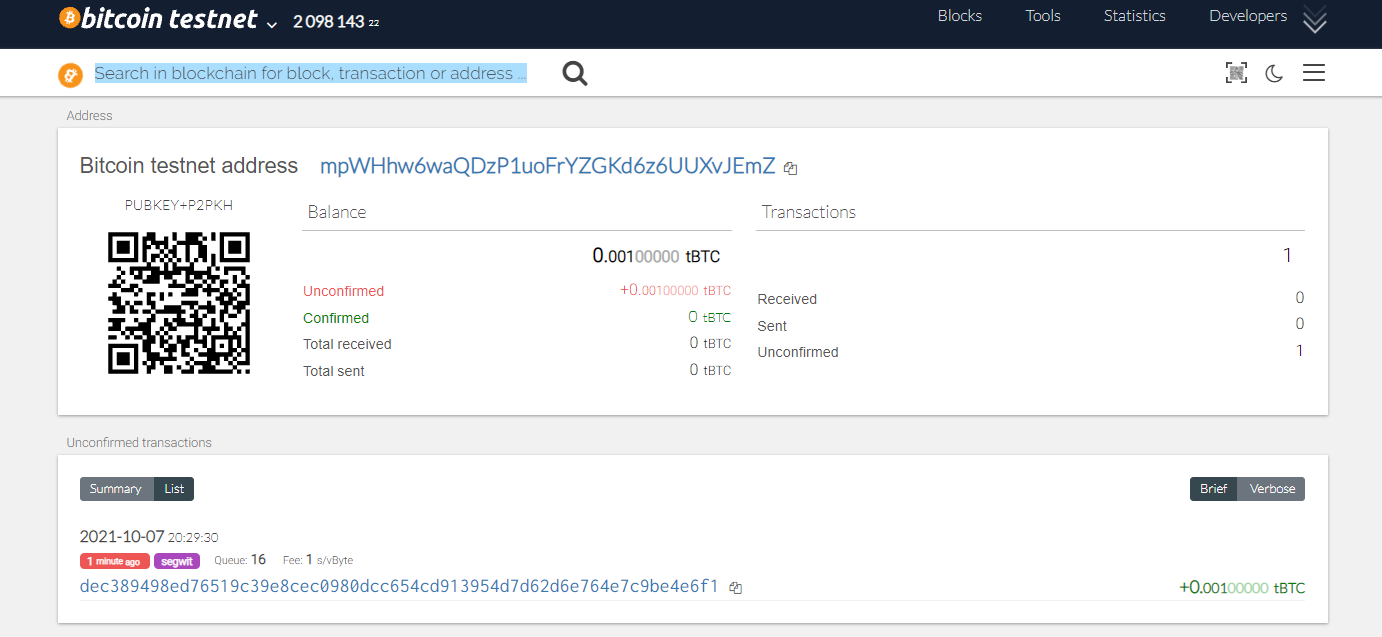 bitcoin testnet 2 098 143 22 Blocks Tools Statistics Developers
Search in blockchain for block, transaction or address ...
Address
Bitcoin testnet address mpWHhw6waQDzP1uoFrYZGKd6z6UUXvJEmZ
PUBKEY+P2PKH
Balance
0.00100000 tBTC
Unconfirmed +0.00100000 tBTC
Confirmed 0 tBTC
Total received 0 tBTC
Total sent 0 tBTC
Transactions
1
Received 0
Sent 0
Unconfirmed 1
Unconfirmed transactions
Summary List Brief Verbose
2021-10-07 20:29:30
1 minute ago segwit Queue: 16 Fee: 1 s/vByte
dec389498ed76519c39e8cec0980dcc654cd913954d7d62d6e764e7c9be4e6f1 +0.00100000 tBTC